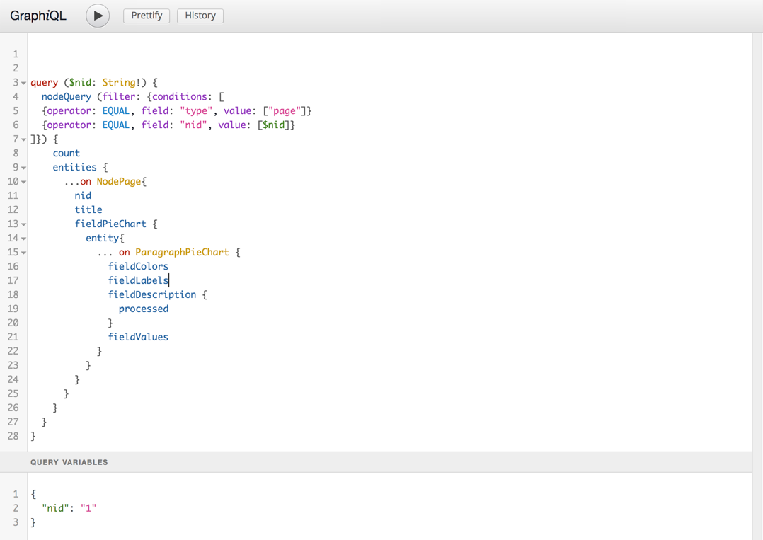 GraphiQL Prettify History
1
2
3 query ($nid: String!) {
4 nodeQuery (filter: {conditions: [
5 {operator: EQUAL, field: "type", value: ["page"]}
6 {operator: EQUAL, field: "nid", value: [$nid]}
7 ]}) {
8 count
9 entities {
10 ...on NodePage{
11 nid
12 title
13 fieldPieChart {
14 entity{
15 ... on ParagraphPieChart {
16 fieldColors
17 fieldLabels
18 fieldDescription {
19 processed
20 }
21 fieldValues
22 }
23 }
24 }
25 }
26 }
27 }
28 }
QUERY VARIABLES
1 {
2 "nid": "1"
3 }